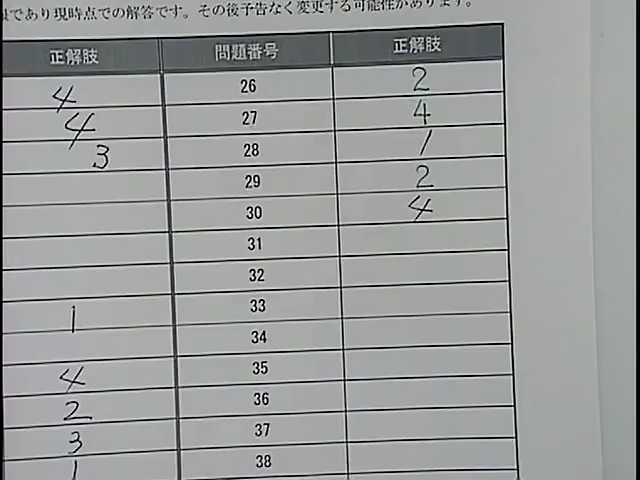 であり現時点での解答です。その後予告なく変更する可能性があります。
正解肢 問題番号 正解肢
4 26 2
4 27 4
3 28 1
29 2
30 4
31
32
1 33
34
4 35
2 36
3 37
1 38